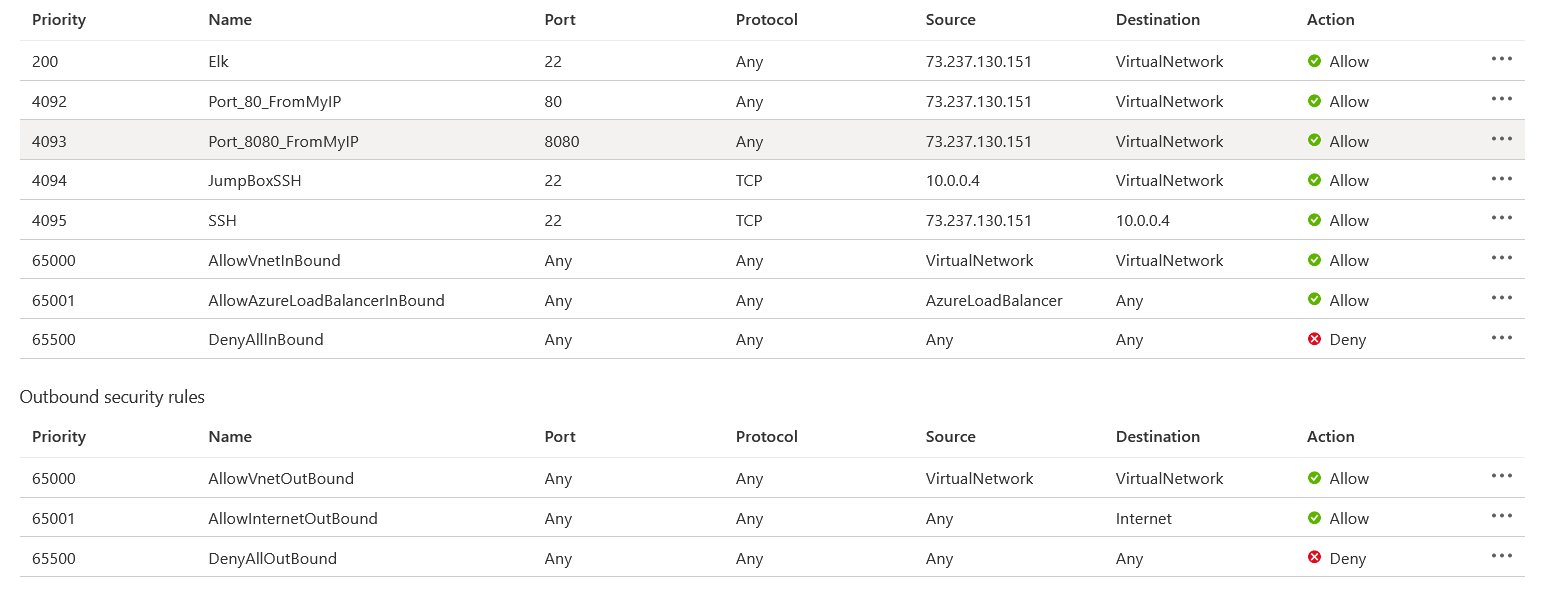 Priority Name Port Protocol Source Destination Action
200 Elk 22 Any 73.237.130.151 VirtualNetwork Allow
4092 Port_80_FromMyIP 80 Any 73.237.130.151 VirtualNetwork Allow
4093 Port_8080_FromMyIP 8080 Any 73.237.130.151 VirtualNetwork Allow
4094 JumpBoxSSH 22 TCP 10.0.0.4 VirtualNetwork Allow
4095 SSH 22 TCP 73.237.130.151 10.0.0.4 Allow
65000 AllowVnetInBound Any Any VirtualNetwork VirtualNetwork Allow
65001 AllowAzureLoadBalancerInBound Any Any AzureLoadBalancer Any Allow
65500 DenyAllInBound Any Any Any Any Deny
Outbound security rules
Priority Name Port Protocol Source Destination Action
65000 AllowVnetOutBound Any Any VirtualNetwork VirtualNetwork Allow
65001 AllowInternetOutBound Any Any Any Internet Allow
65500 DenyAllOutBound Any Any Any Any Deny